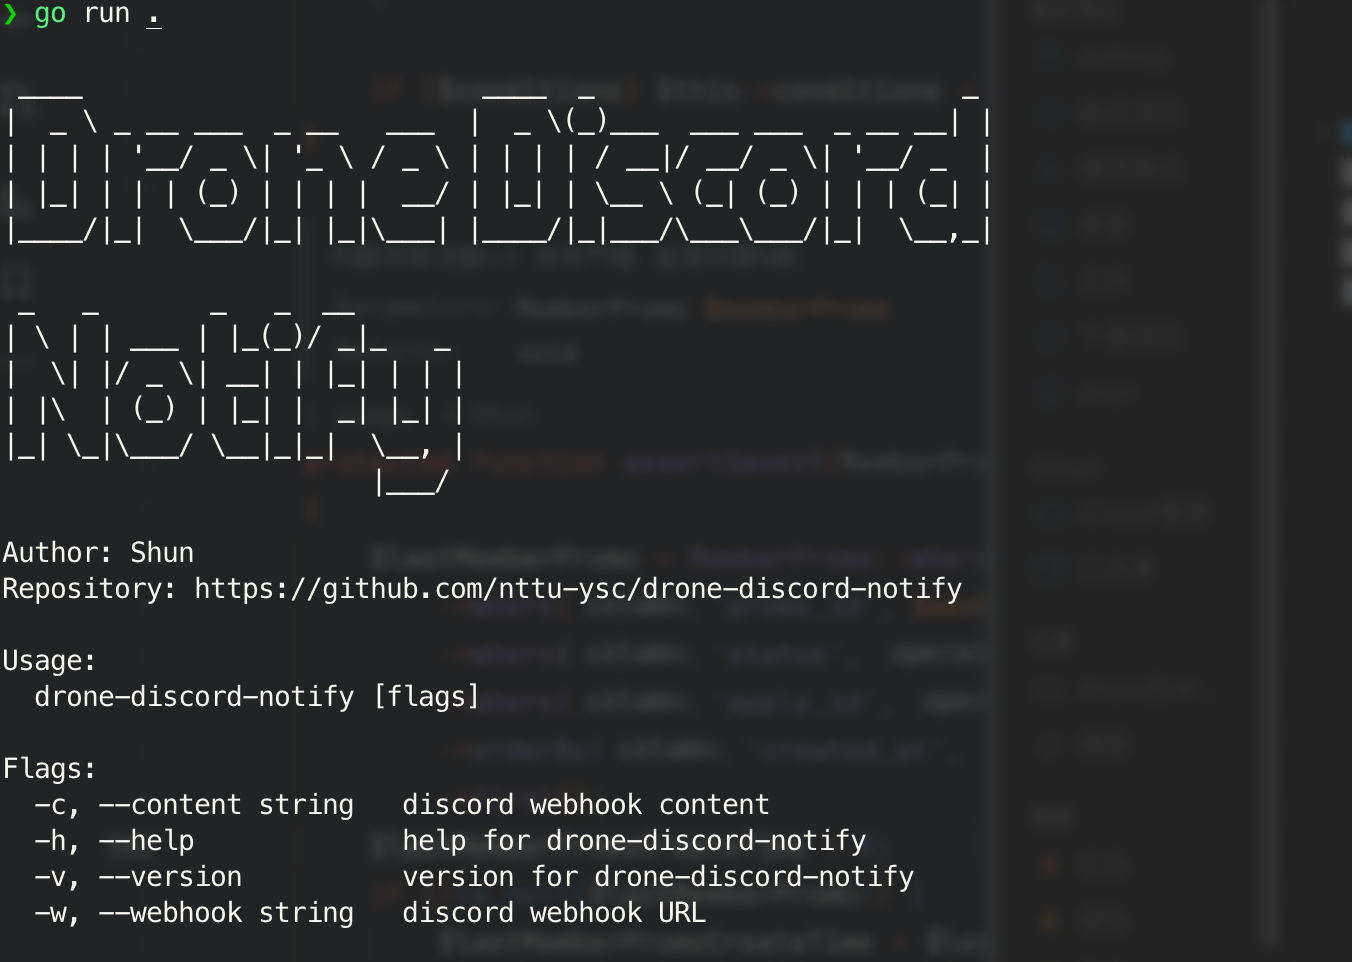 ❯ go run .
DroneDiscord
Notify
Author: Shun
Repository: https://github.com/nttu-ysc/drone-discord-notify
Usage:
drone-discord-notify [flags]
Flags:
-c, --content string   discord webhook content
-h, --help             help for drone-discord-notify
-v, --version          version for drone-discord-notify
-w, --webhook string   discord webhook URL